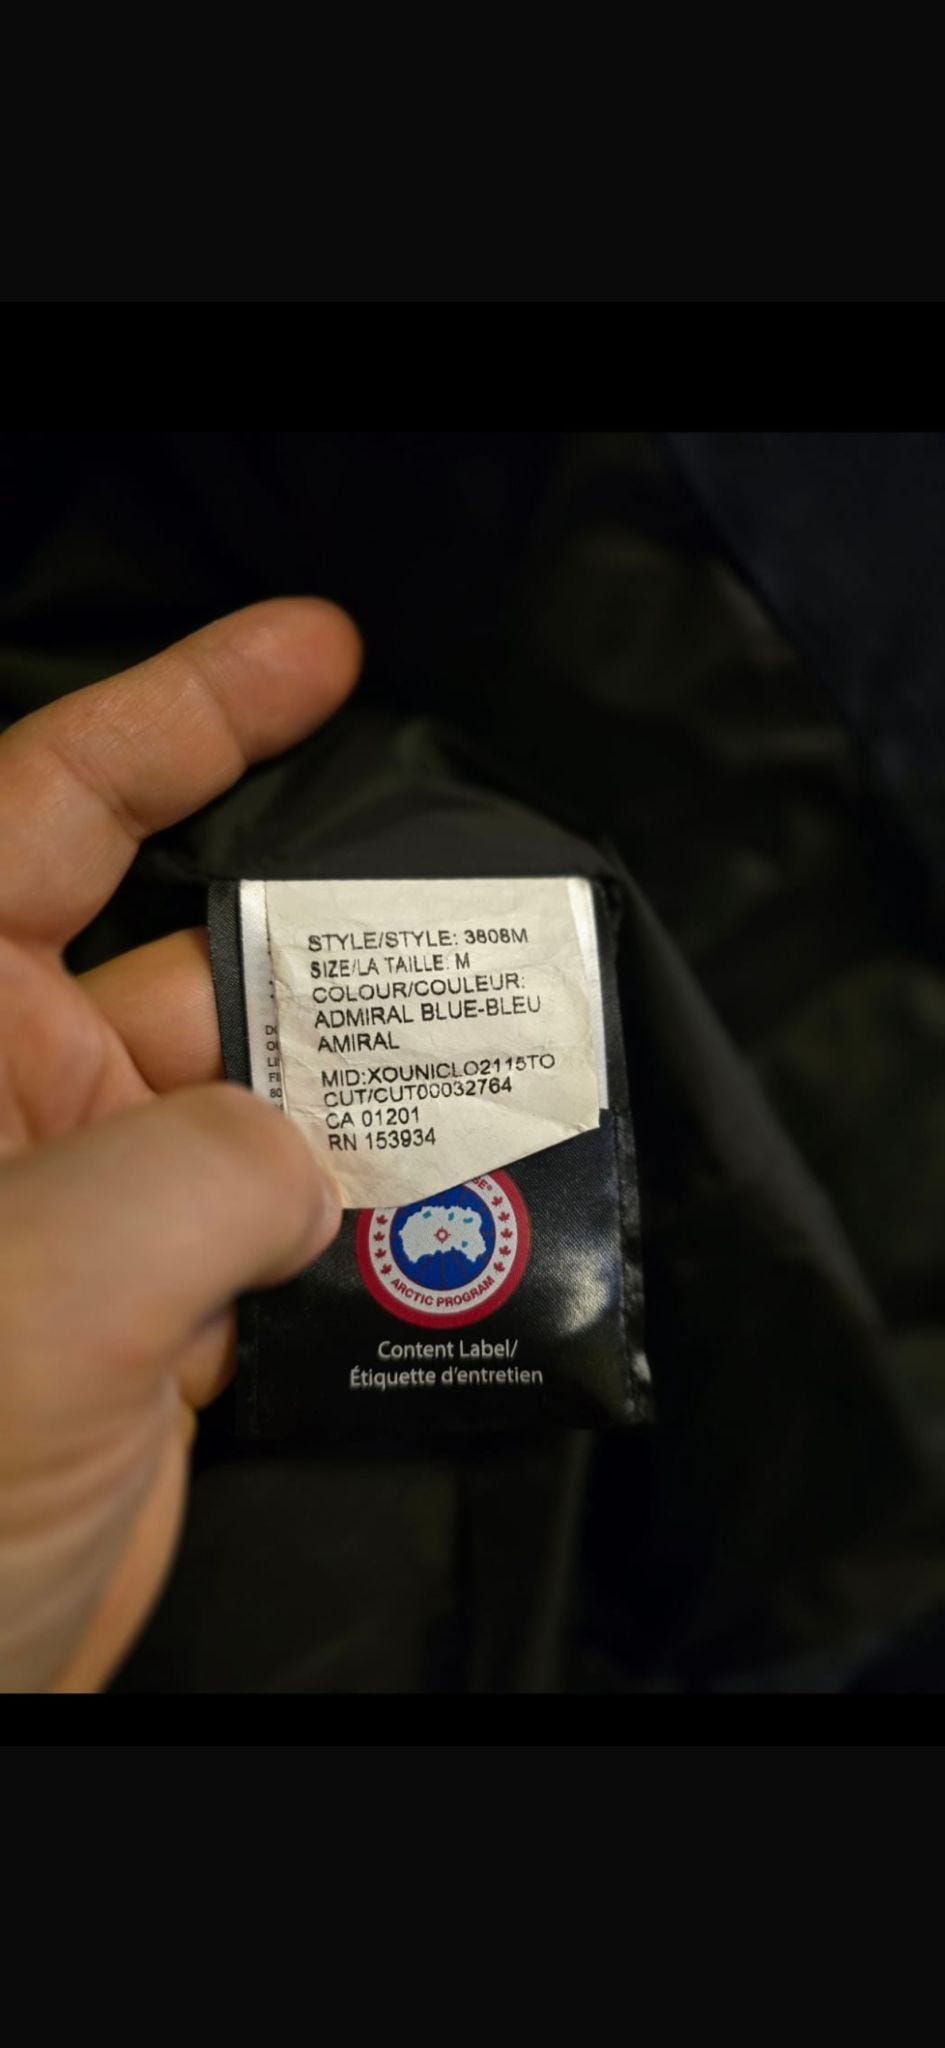 STYLE/STYLE: 3808M
SIZE/LA TAILLE: M
COLOUR/COULEUR:
ADMIRAL BLUE-BLEU
AMIRAL
MID:XOUNICLO2115TO
CUT/CUT00032764
CA 01201
RN 153934
ARCTIC PROGRAM
Content Label/
Étiquette d'entretien